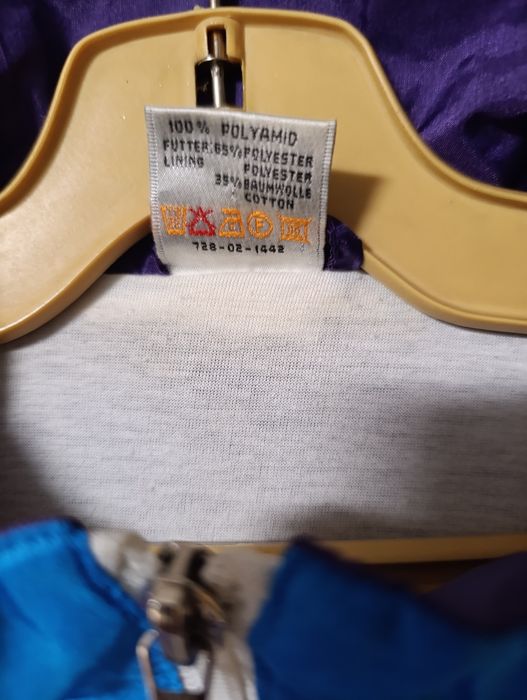 100% POLYAMID
FUTTER: 65% POLYESTER
LINING POLYESTER
35% BAUMWOLLE
COTTON
728-02-1442